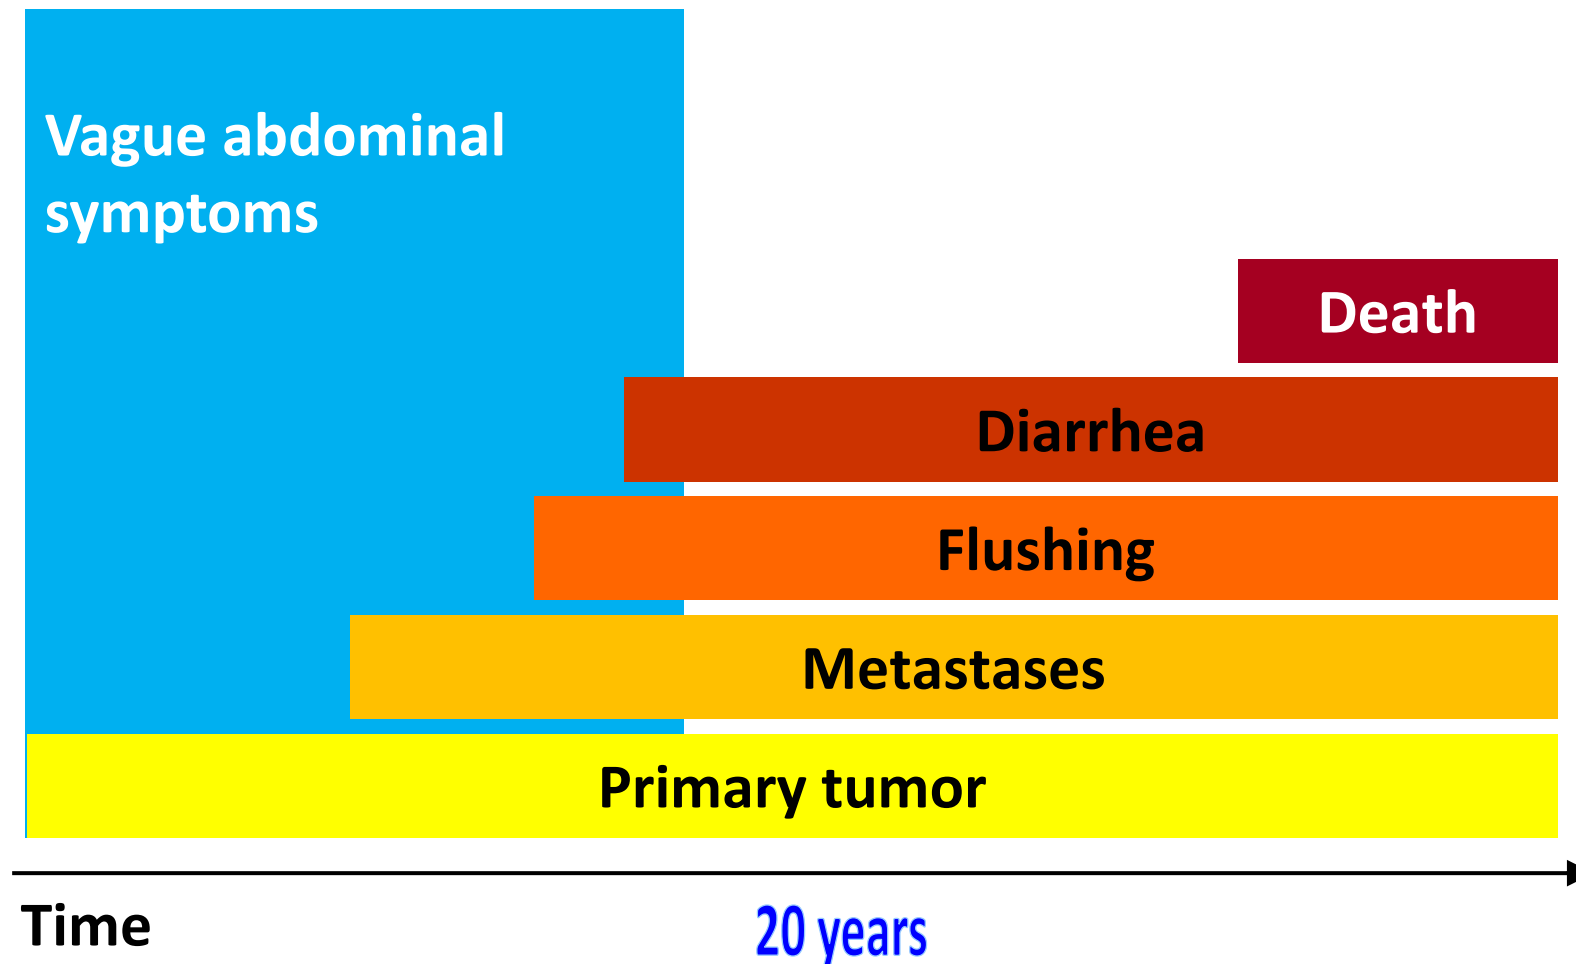 Vague abdominal
symptoms
Death
Diarrhea
Flushing
Metastases
Primary tumor
Time
20 years